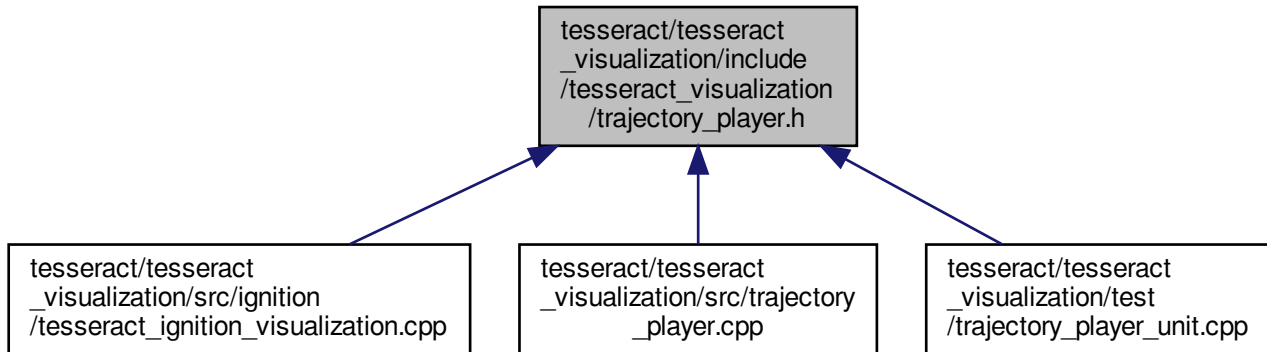 tesseract/tesseract
_visualization/include
/tesseract_visualization
/trajectory_player.h
tesseract/tesseract
_visualization/src/ignition
/tesseract_ignition_visualization.cpp
tesseract/tesseract
_visualization/src/trajectory
_player.cpp
tesseract/tesseract
_visualization/test
/trajectory_player_unit.cpp